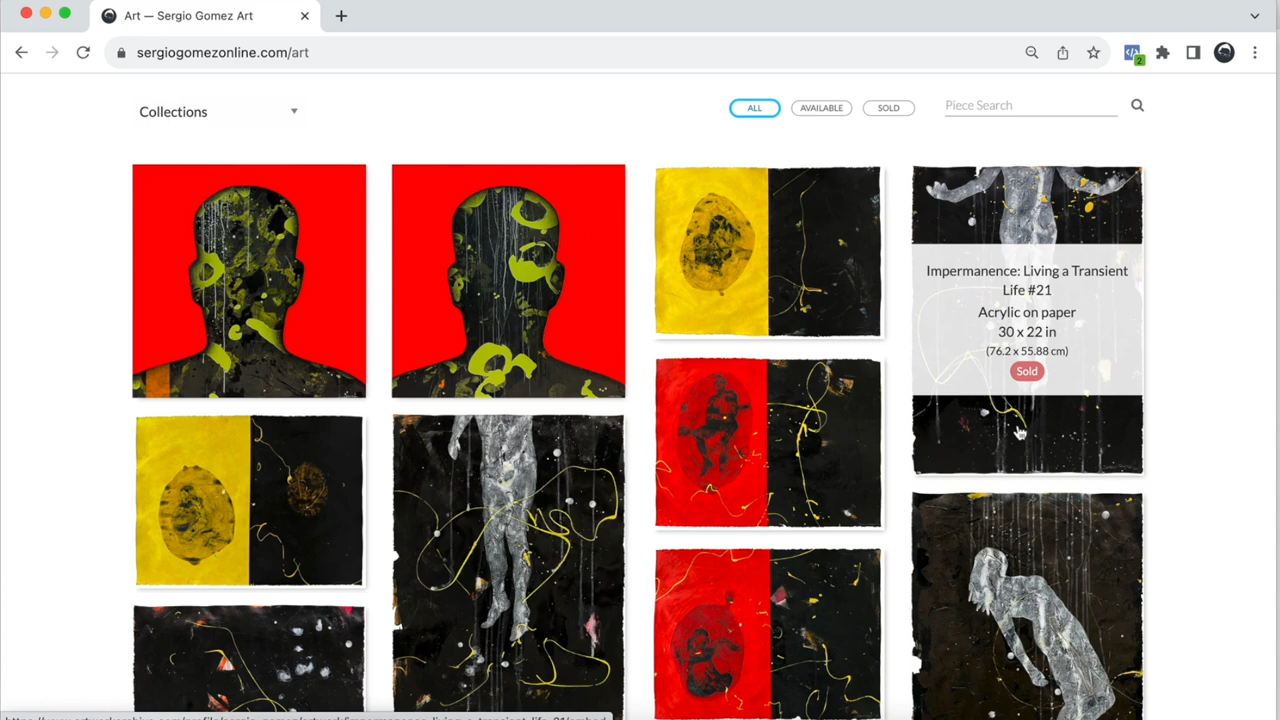 Art — Sergio Gomez Art
sergiogomezonline.com/art
2
Collections
ALL
AVAILABLE
SOLD
Piece Search
Impermanence: Living a Transient
Life #21
Acrylic on paper
30 x 22 in
(76.2 x 55.88 cm)
Sold